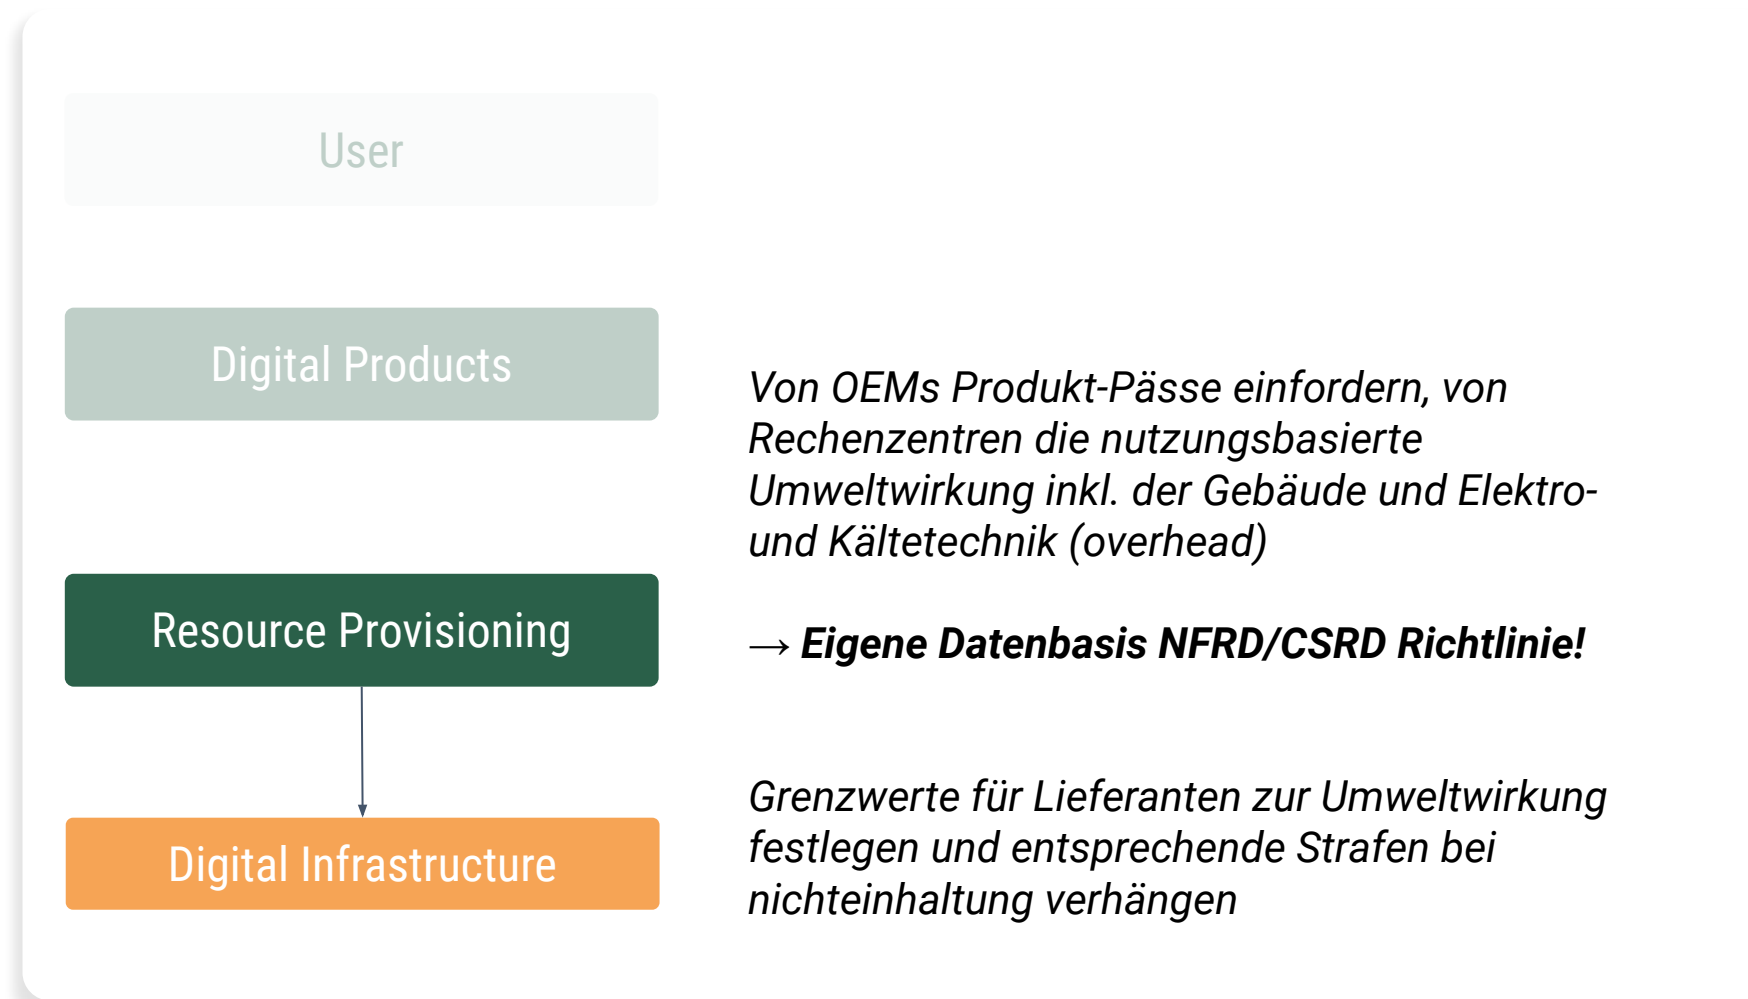 User
Digital Products
Von OEMs Produkt-Pässe einfordern, von
Rechenzentren die nutzungsbasierte
Umweltwirkung inkl. der Gebäude und Elektro-
und Kältetechnik (overhead)
Resource Provisioning
→ Eigene Datenbasis NFRD/CSRD Richtlinie!
Digital Infrastructure
Grenzwerte für Lieferanten zur Umweltwirkung
festlegen und entsprechende Strafen bei
nichteinhaltung verhängen